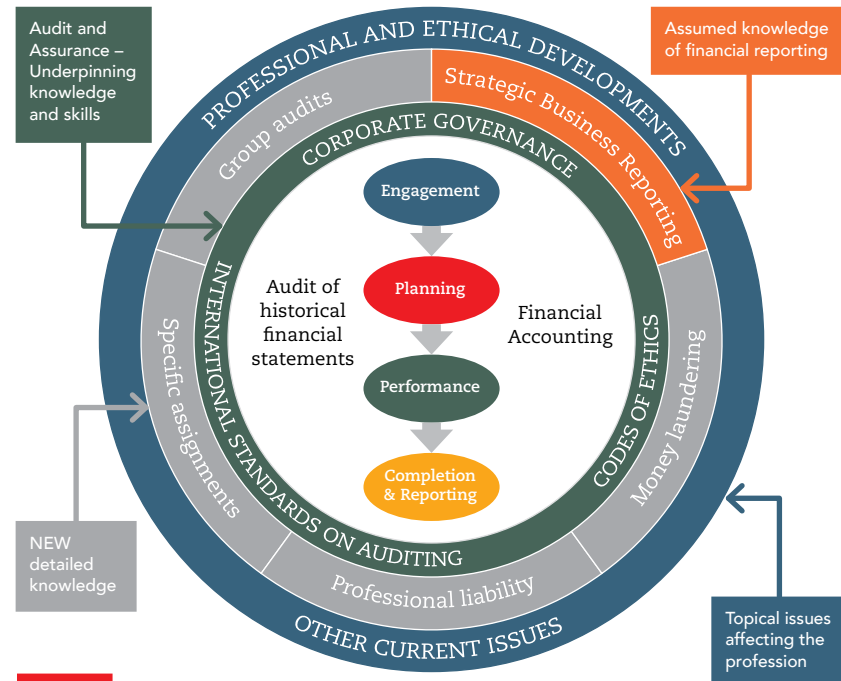 Audit and
Assurance –
Underpinning
knowledge
and skills
Assumed knowledge
of financial reporting
PROFESSIONAL AND ETHICAL DEVELOPMENTS
Group audits
Strategic Business Reporting
CORPORATE GOVERNANCE
Engagement
Planning
Performance
Completion
& Reporting
Audit of
historical
financial
statements
Financial
Accounting
INTERNATIONAL STANDARDS ON AUDITING
CODES OF ETHICS
Specific assignments
Money laundering
Professional liability
OTHER CURRENT ISSUES
NEW
detailed
knowledge
Topical issues
affecting the
profession